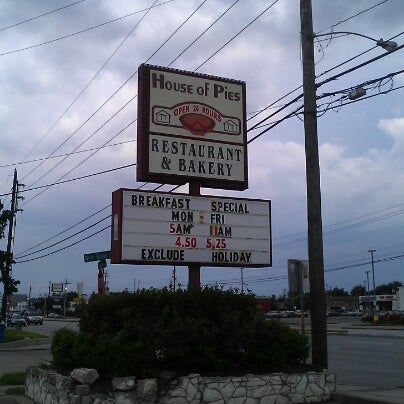 House of Pies
OPEN 24 HOURS
RESTAURANT
& BAKERY
BREAKFAST SPECIAL
MON - FRI
5AM 11AM
4.50 5.25
EXCLUDE HOLIDAY